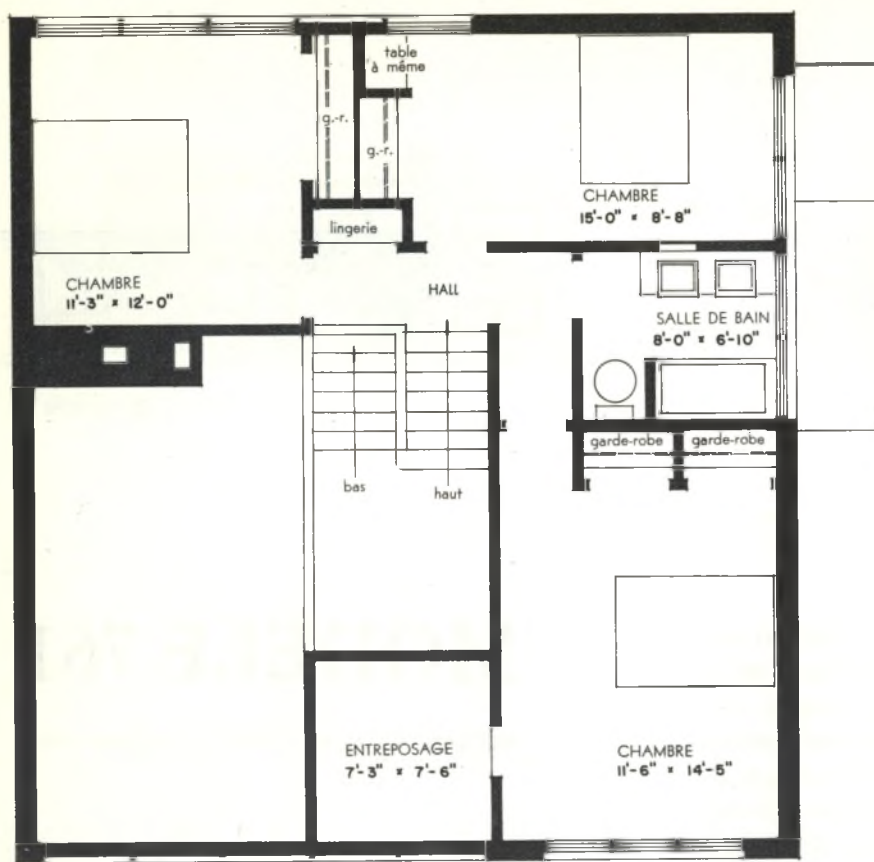 table
à même
g.-r.
g.-r.
CHAMBRE
15'-0" x 8'-8"
lingerie
CHAMBRE
11'-3" x 12'-0"
HALL
SALLE DE BAIN
8'-0" x 6'-10"
garde-robe
garde-robe
bas
haut
ENTREPOSAGE
7'-3" x 7'-6"
CHAMBRE
11'-6" x 14'-5"